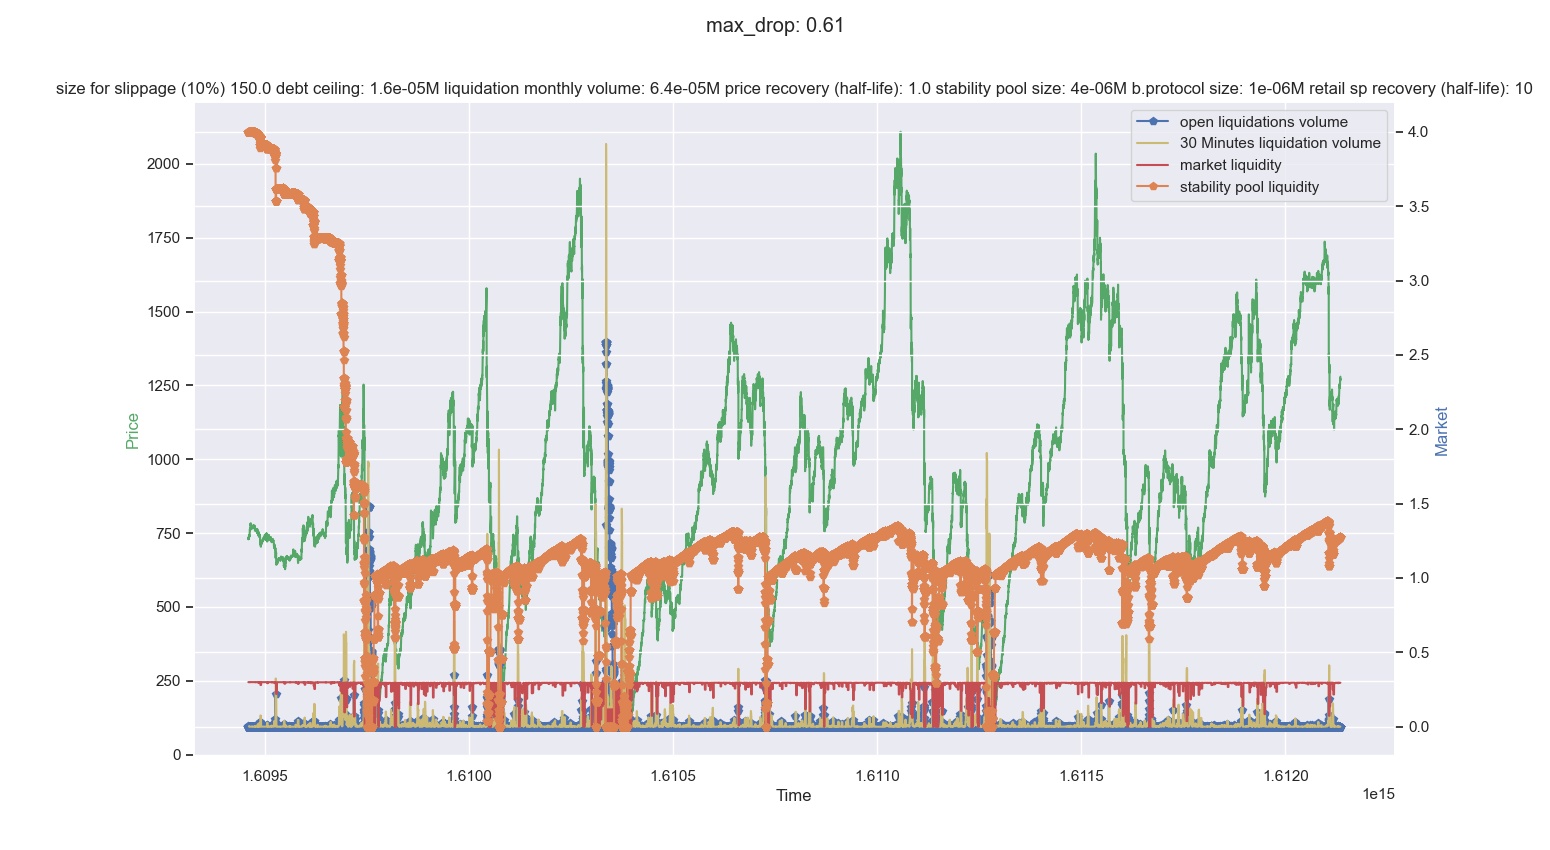 max_drop: 0.61
size for slippage (10%) 150.0 debt ceiling: 1.6e-05M liquidation monthly volume: 6.4e-05M price recovery (half-life): 1.0 stability pool size: 4e-06M b.protocol size: 1e-06M retail sp recovery (half-life): 10
open liquidations volume
30 Minutes liquidation volume
market liquidity
stability pool liquidity
2000
1750
1500
1250
1000
750
500
250
0
Price
4.0
3.5
3.0
2.5
2.0
1.5
1.0
0.5
0.0
Market
1.6095
1.6100
1.6105
1.6110
1.6115
1.6120
Time
1e15